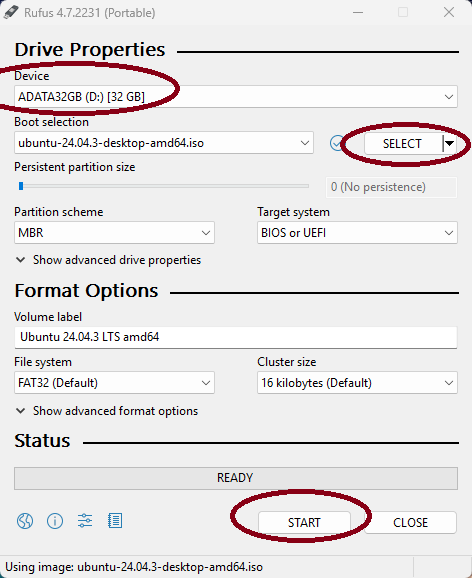 Rufus 4.7.2231 (Portable)
Drive Properties
Device
ADATA32GB (D:) [32 GB]
Boot selection
ubuntu-24.04.3-desktop-amd64.iso
SELECT
Persistent partition size
0 (No persistence)
Partition scheme
Target system
MBR
BIOS or UEFI
Show advanced drive properties
Format Options
Volume label
Ubuntu 24.04.3 LTS amd64
File system
Cluster size
FAT32 (Default)
16 kilobytes (Default)
Show advanced format options
Status
READY
START
CLOSE
Using image: ubuntu-24.04.3-desktop-amd64.iso